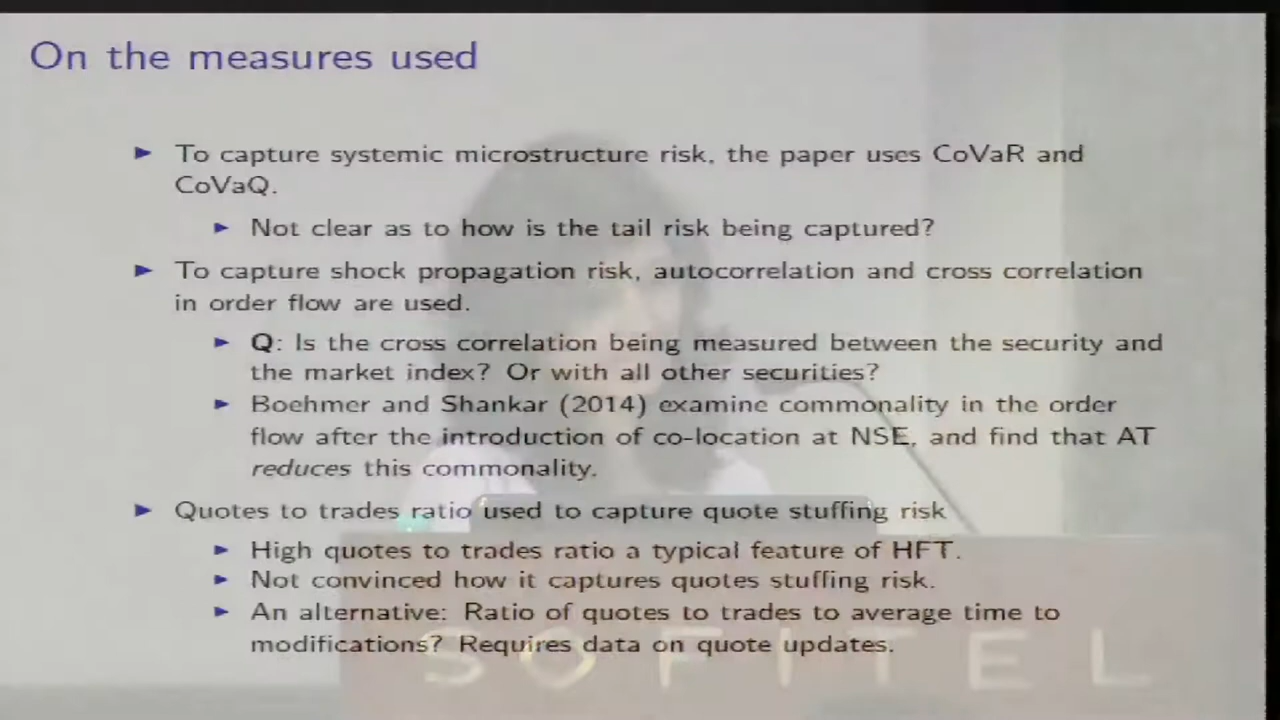 On the measures used
► To capture systemic microstructure risk, the paper uses CoVaR and
CoVaQ.
► Not clear as to how is the tail risk being captured?
► To capture shock propagation risk, autocorrelation and cross correlation
in order flow are used.
► Q: Is the cross correlation being measured between the security and
the market index? Or with all other securities?
► Boehmer and Shankar (2014) examine commonality in the order
flow after the introduction of co-location at NSE, and find that AT
reduces this commonality.
► Quotes to trades ratio used to capture quote stuffing risk
► High quotes to trades ratio a typical feature of HFT.
► Not convinced how it captures quotes stuffing risk.
► An alternative: Ratio of quotes to trades to average time to
modifications? Requires data on quote updates.
SOFITEL